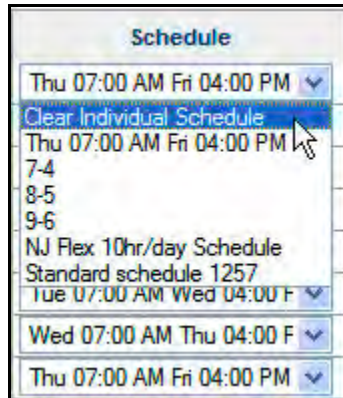 Schedule
Thu 07:00 AM Fri 04:00 PM
Clear Individual Schedule
Thu 07:00 AM Fri 04:00 PM
7-4
8-5
9-6
NJ Flex 10hr/day Schedule
Standard schedule 1257
Tue 07:00 AM Wed 04:00 F
Wed 07:00 AM Thu 04:00 F
Thu 07:00 AM Fri 04:00 PM